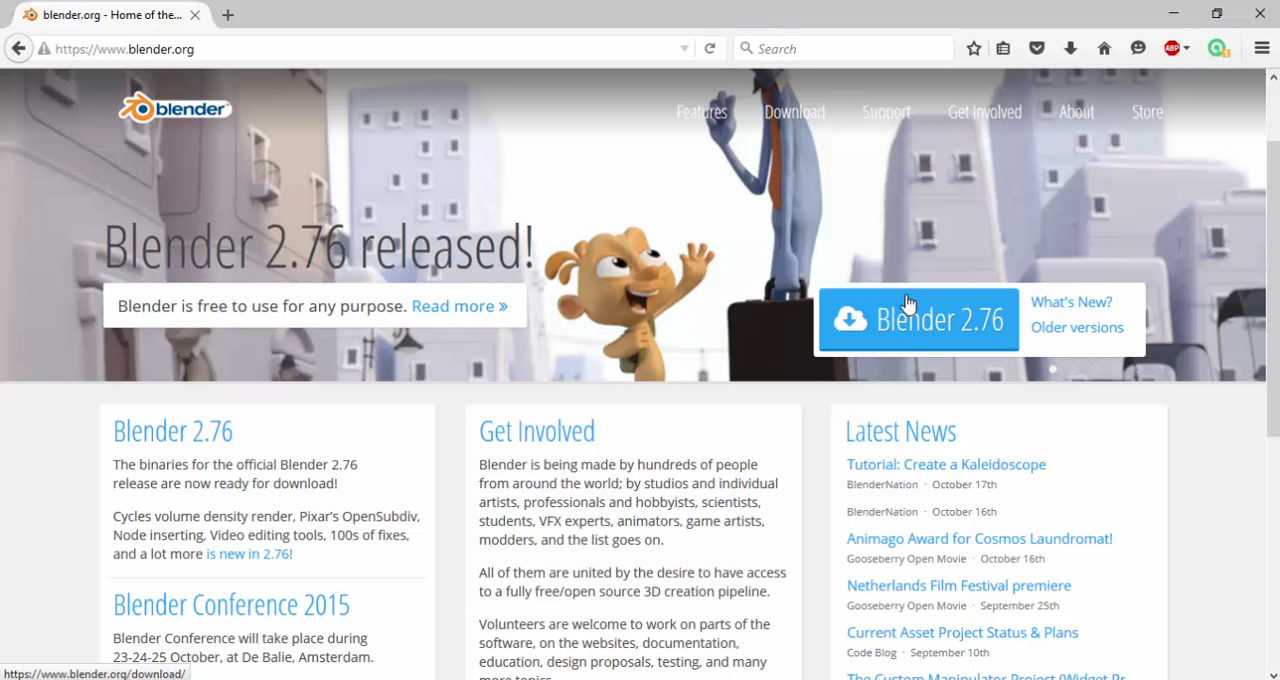 blender.org - Home of the...
https://www.blender.org
Search
ABP
blender
Features Download Support Get Involved About Store
Blender 2.76 released!
Blender is free to use for any purpose. Read more »
Blender 2.76
What's New?
Older versions
Blender 2.76
The binaries for the official Blender 2.76
release are now ready for download!
Cycles volume density render, Pixar's OpenSubdiv,
Node inserting, Video editing tools, 100s of fixes,
and a lot more is new in 2.76!
Blender Conference 2015
Blender Conference will take place during
23-24-25 October, at De Balie, Amsterdam.
Get Involved
Blender is being made by hundreds of people
from around the world; by studios and individual
artists, professionals and hobbyists, scientists,
students, VFX experts, animators, game artists,
modders, and the list goes on.
All of them are united by the desire to have access
to a fully free/open source 3D creation pipeline.
Volunteers are welcome to work on parts of the
software, on the websites, documentation,
education, design proposals, testing, and many
more topics.
Latest News
Tutorial: Create a Kaleidoscope
BlenderNation · October 17th
BlenderNation · October 16th
Animago Award for Cosmos Laundromat!
Gooseberry Open Movie · October 16th
Netherlands Film Festival premiere
Gooseberry Open Movie · September 25th
Current Asset Project Status & Plans
Code Blog · September 10th
The Custom Manipulator Project (Widget Pr
https://www.blender.org/download/